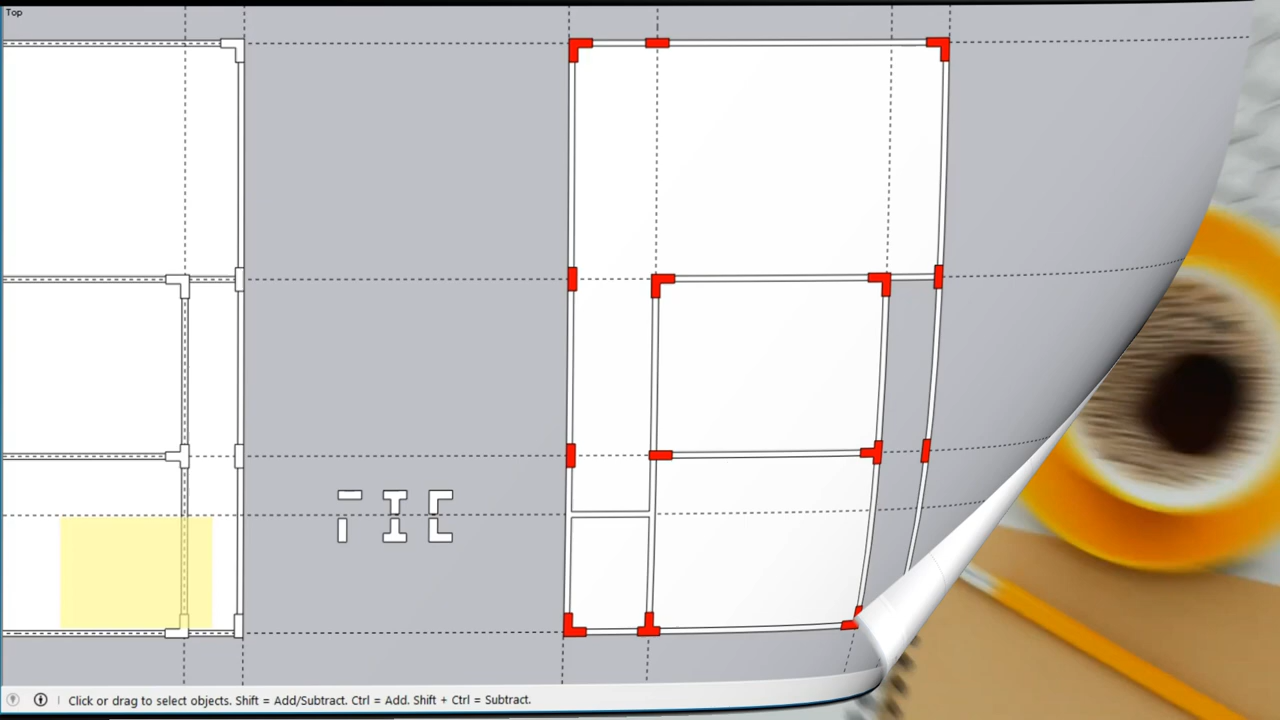 Top
Click or drag to select objects. Shift = Add/Subtract. Ctrl = Add. Shift + Ctrl = Subtract.